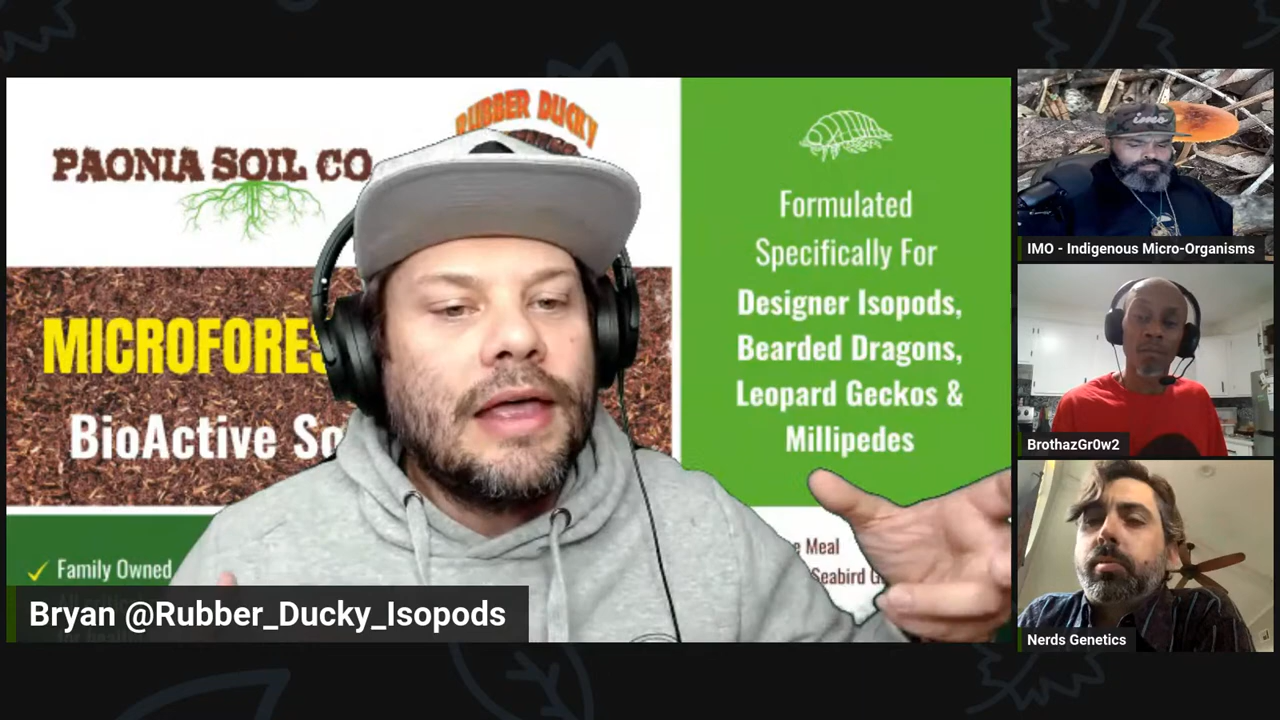 PAONIA SOIL CO
RUBBER DUCKY
MICROFORES
BioActive So
Formulated
Specifically For
Designer Isopods,
Bearded Dragons,
Leopard Geckos &
Millipedes
✓ Family Owned
Meal
Seabird G
Bryan @Rubber_Ducky_Isopods
imo
IMO - Indigenous Micro-Organisms
BrothazGr0w2
Nerds Genetics